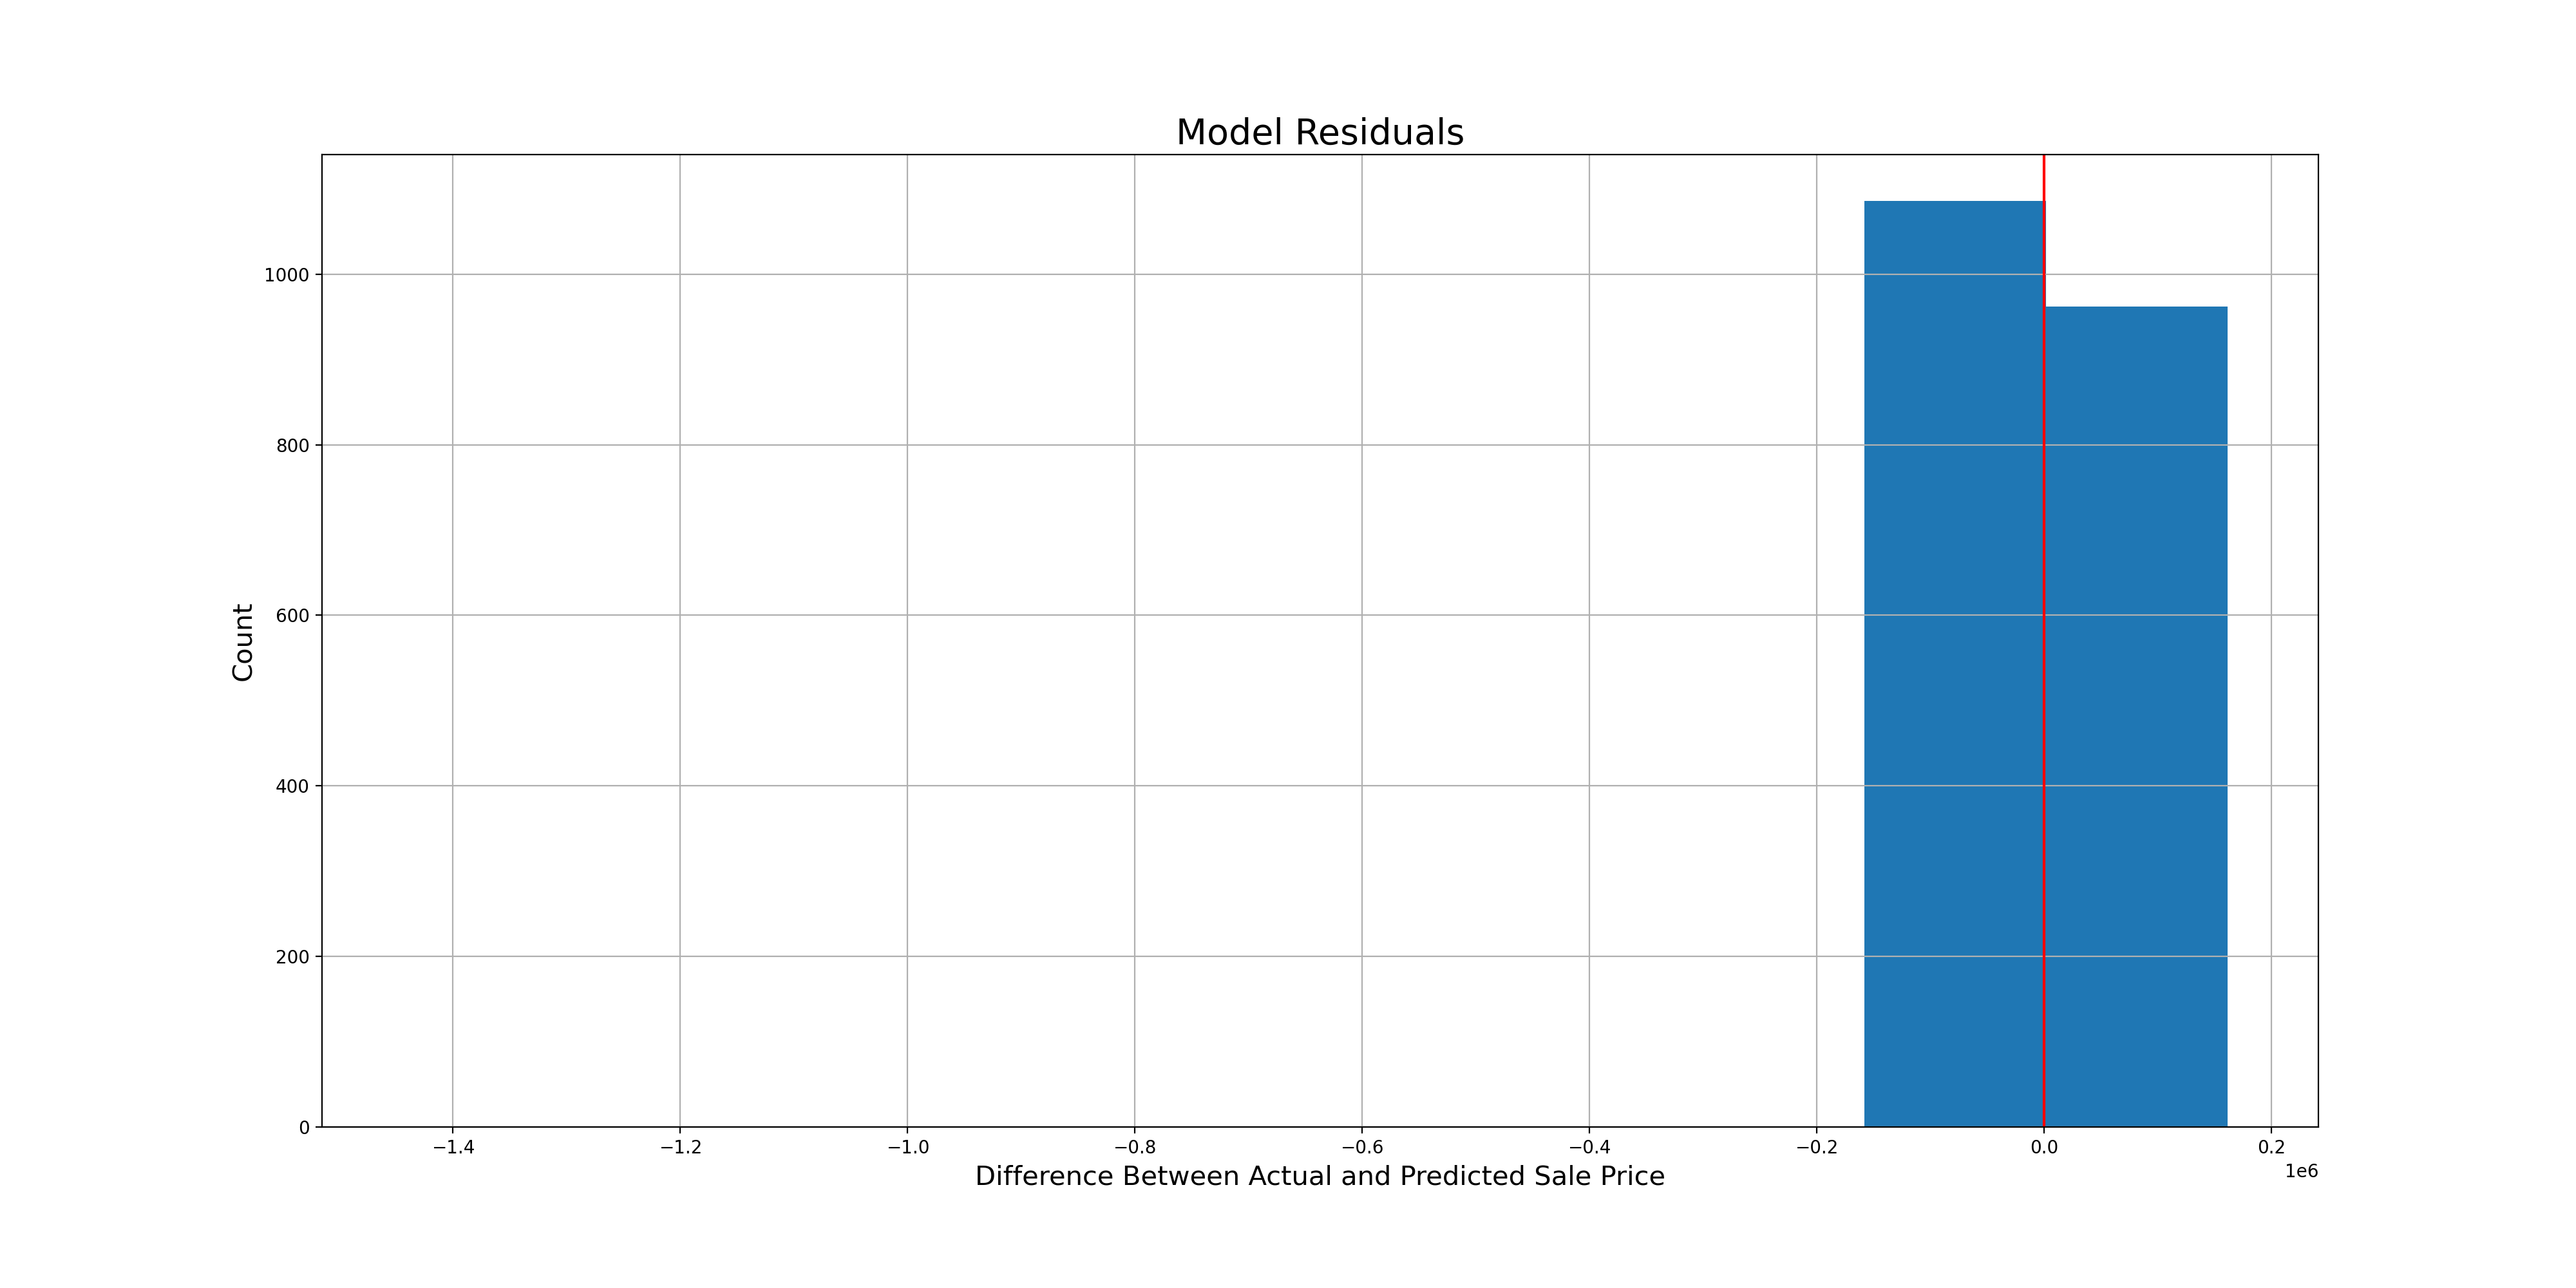 Model Residuals
1000
800
600
400
200
0
Count
−1.4 −1.2 −1.0 −0.8 −0.6 −0.4 −0.2 0.0 0.2
1e6
Difference Between Actual and Predicted Sale Price